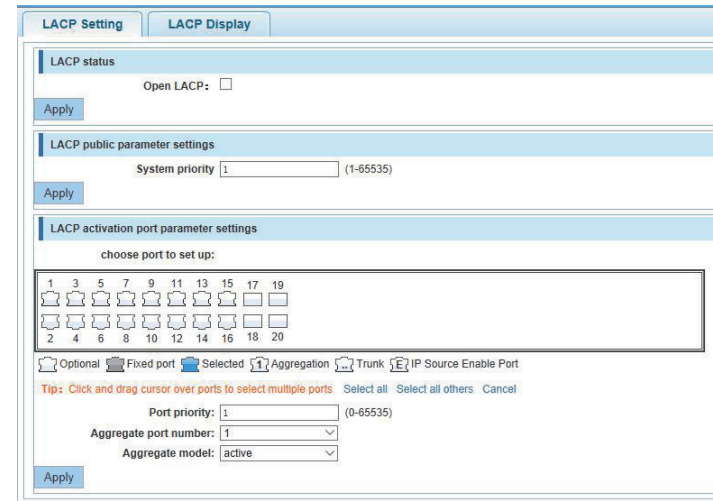 LACP Setting LACP Display
LACP status
Open LACP:
Apply
LACP public parameter settings
System priority 1 (1-65535)
Apply
LACP activation port parameter settings
choose port to set up:
1 3 5 7 9 11 13 15 17 19
2 4 6 8 10 12 14 16 18 20
Optional Fixed port Selected 1 Aggregation .. Trunk E IP Source Enable Port
Tip: Click and drag cursor over ports to select multiple ports Select all Select all others Cancel
Port priority: 1 (0-65535)
Aggregate port number: 1
Aggregate model: active
Apply